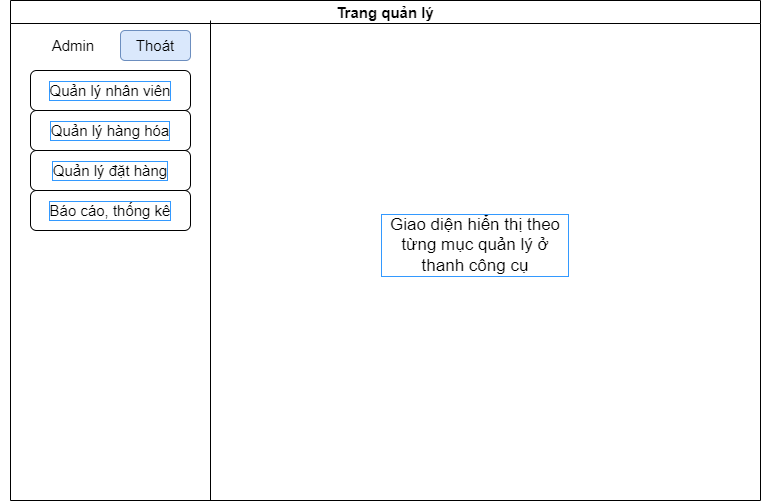 Trang quản lý
Admin
Thoát
Quản lý nhân viên
Quản lý hàng hóa
Quản lý đặt hàng
Báo cáo, thống kê
Giao diện hiển thị theo
từng mục quản lý ở
thanh công cụ